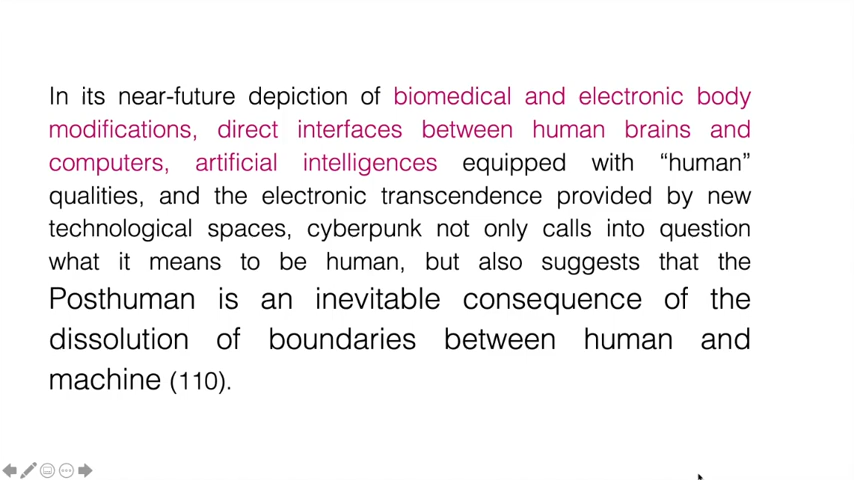 In its near-future depiction of biomedical and electronic body
modifications, direct interfaces between human brains and
computers, artificial intelligences equipped with “human”
qualities, and the electronic transcendence provided by new
technological spaces, cyberpunk not only calls into question
what it means to be human, but also suggests that the
Posthuman is an inevitable consequence of the
dissolution of boundaries between human and
machine (110).